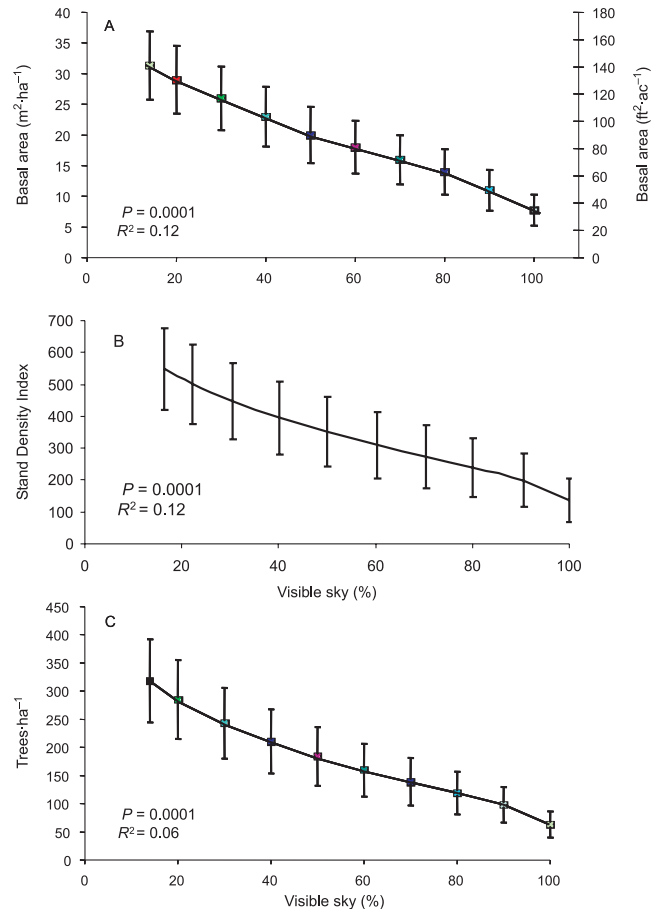 A
40
35
30
25
20
15
10
5
0
Basal area (m²·ha⁻¹)
180
160
140
120
100
80
60
40
20
0
Basal area (ft²·ac⁻¹)
P = 0.0001
R² = 0.12
0 20 40 60 80 100
B
700
600
500
400
300
200
100
0
Stand Density Index
P = 0.0001
R² = 0.12
0 20 40 60 80 100
Visible sky (%)
C
450
400
350
300
250
200
150
100
50
0
Trees·ha⁻¹
P = 0.0001
R² = 0.06
0 20 40 60 80 100
Visible sky (%)